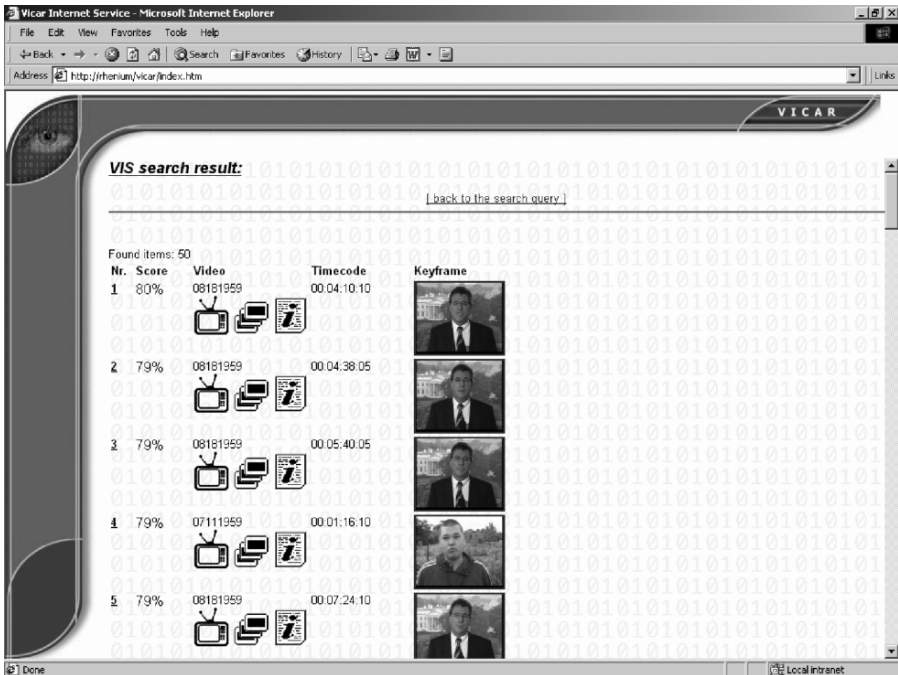 Vicar Internet Service - Microsoft Internet Explorer
File Edit View Favorites Tools Help
Back Search Favorites History
Address http://rhenium/vicar/index.htm Links
VICAR
VIS search result:
[ back to the search query ]
Found items: 50
Nr. Score Video Timecode Keyframe
1 80% 08181959 00:04:10:10
2 79% 08181959 00:04:38:05
3 79% 08181959 00:05:40:05
4 79% 07111959 00:01:16:10
5 79% 08181959 00:07:24:10
Done Local intranet